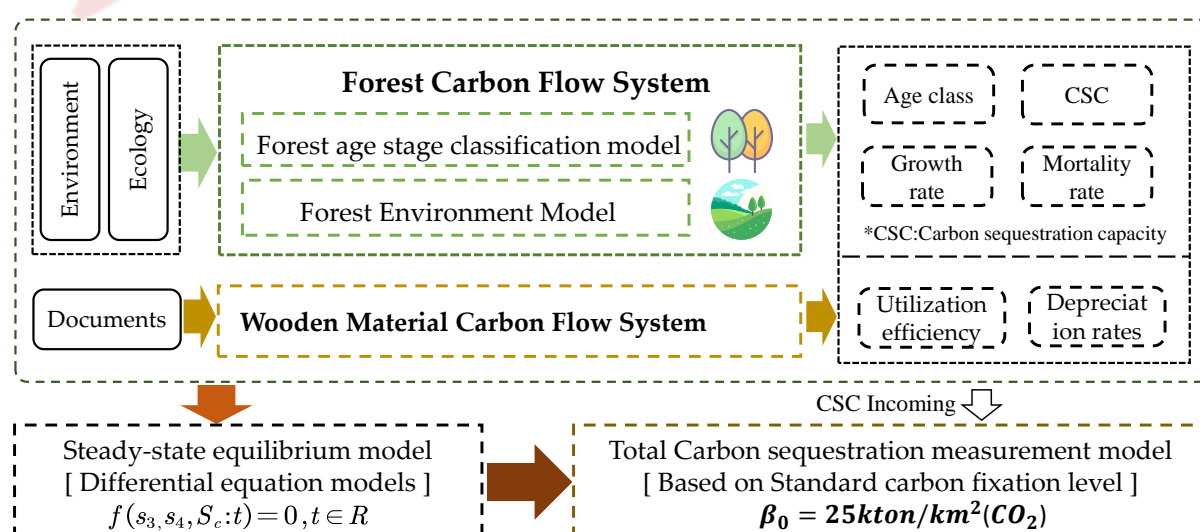 Environment
Ecology
Forest Carbon Flow System
Forest age stage classification model
Forest Environment Model
Age class
CSC
Growth
rate
Mortality
rate
*CSC:Carbon sequestration capacity
Documents
Wooden Material Carbon Flow System
Utilization
efficiency
Depreciat
ion rates
CSC Incoming
Steady-state equilibrium model
[ Differential equation models ]
f(s₃,s₄,S_c:t)=0,t∈R
Total Carbon sequestration measurement model
[ Based on Standard carbon fixation level ]
β₀ = 25kton/km²(CO₂)